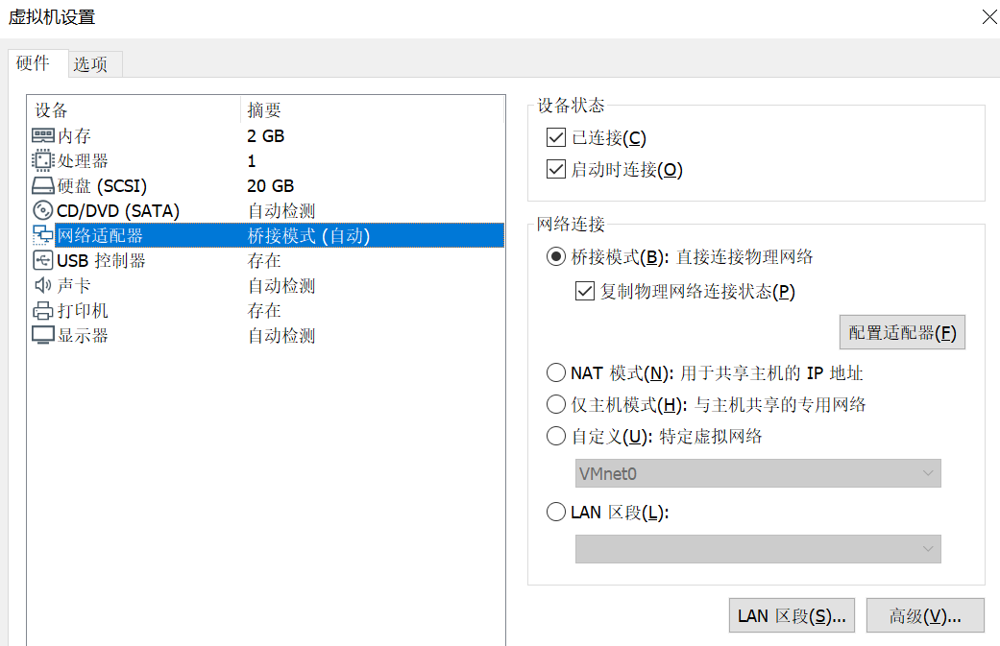 虚拟机设置
硬件 选项
设备 摘要
内存 2 GB
处理器 1
硬盘 (SCSI) 20 GB
CD/DVD (SATA) 自动检测
网络适配器 桥接模式 (自动)
USB 控制器 存在
声卡 自动检测
打印机 存在
显示器 自动检测
设备状态
已连接(C)
启动时连接(O)
网络连接
桥接模式(B): 直接连接物理网络
复制物理网络连接状态(P)
配置适配器(F)
NAT 模式(N): 用于共享主机的 IP 地址
仅主机模式(H): 与主机共享的专用网络
自定义(U): 特定虚拟网络
VMnet0
LAN 区段(L):
LAN 区段(S)... 高级(V)...